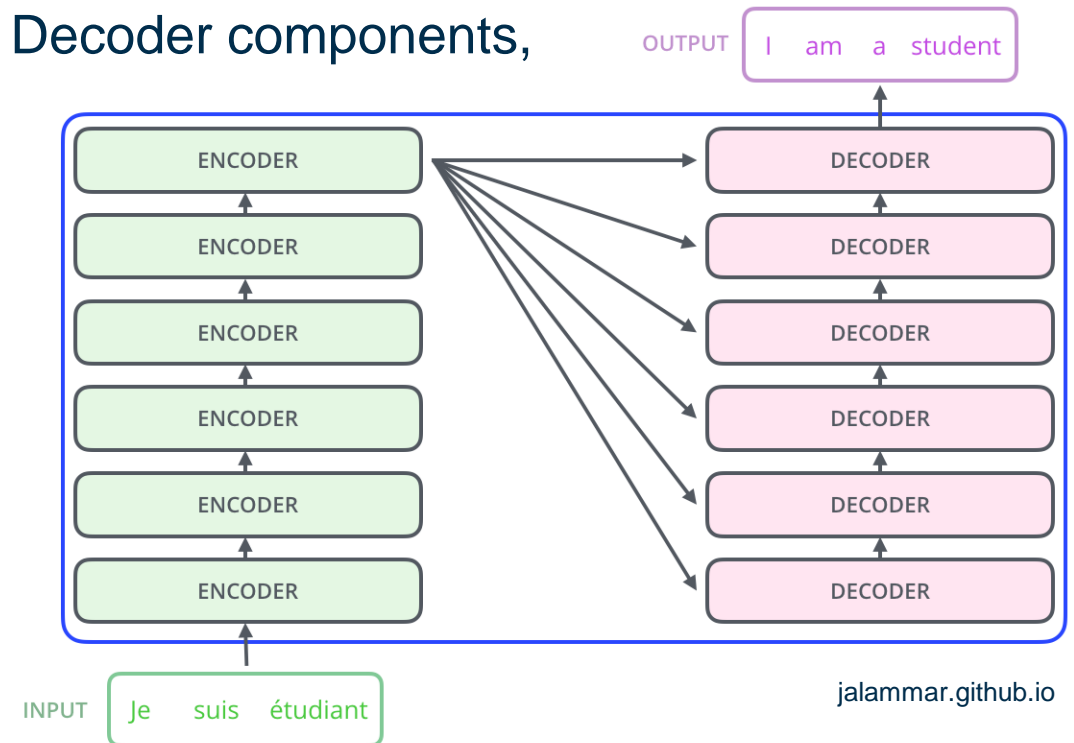 Decoder components,
OUTPUT I am a student
ENCODER DECODER
ENCODER DECODER
ENCODER DECODER
ENCODER DECODER
ENCODER DECODER
ENCODER DECODER
INPUT Je suis étudiant
jalammar.github.io